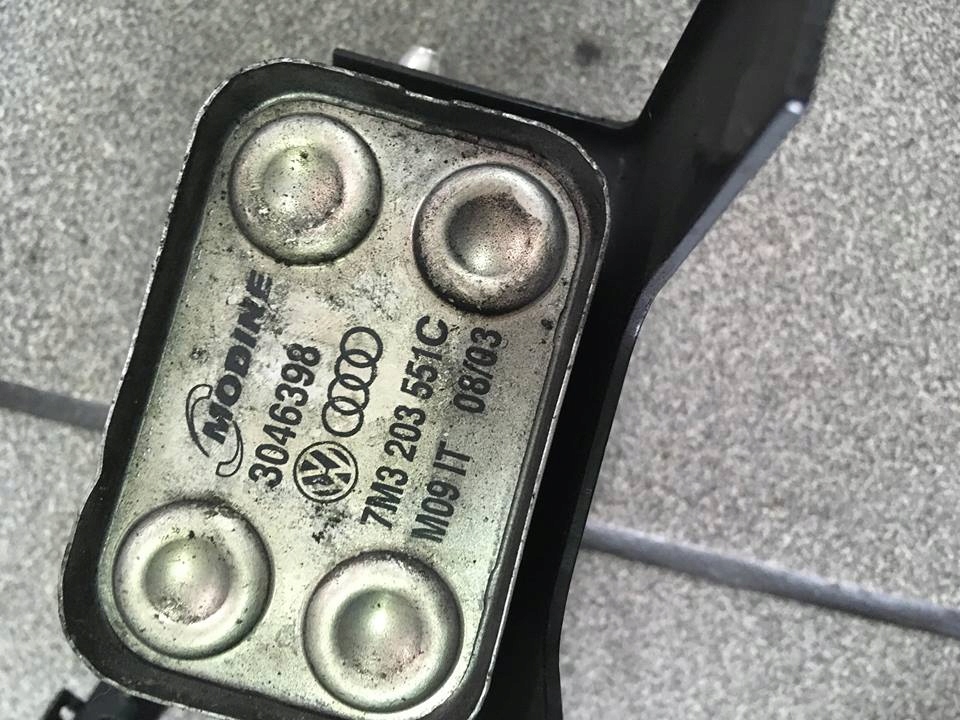 MODINE
3046398
VW
7M3 203 551C
M09 IT 08/03